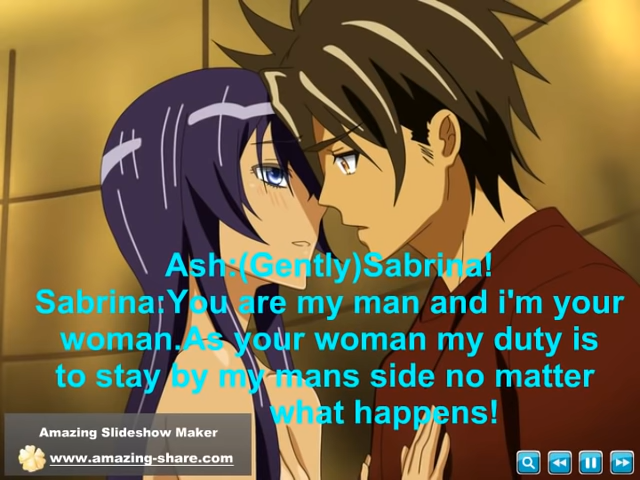 Ash:(Gently)Sabrina!
Sabrina:You are my man and i'm your
woman.As your woman my duty is
to stay by my mans side no matter
what happens!
Amazing Slideshow Maker
www.amazing-share.com